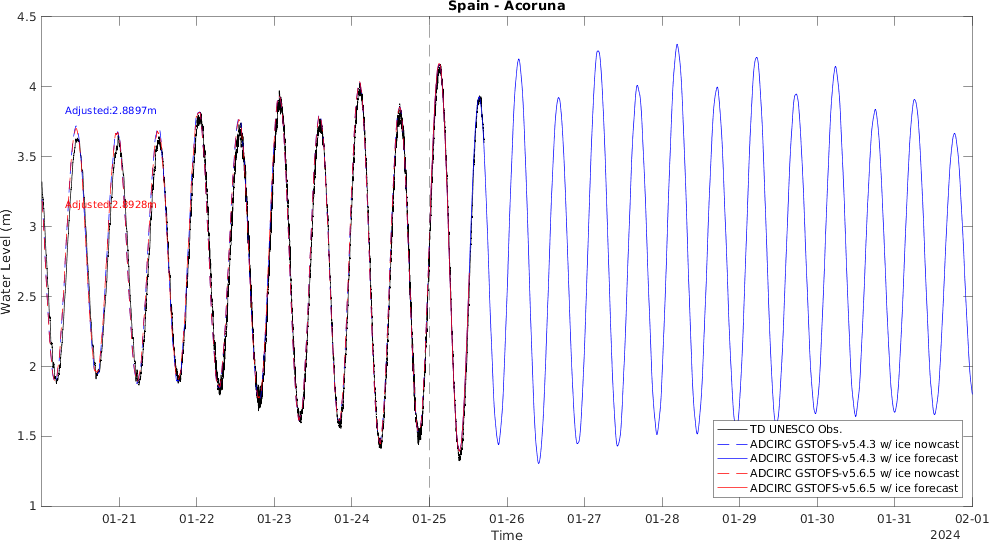 Spain - Acoruna
4.5
4
3.5
3
2.5
2
1.5
1
Water Level (m)
Adjusted:2.8897m
Adjusted:2.8928m
TD UNESCO Obs.
ADCIRC GSTOFS-v5.4.3 w/ ice nowcast
ADCIRC GSTOFS-v5.4.3 w/ ice forecast
ADCIRC GSTOFS-v5.6.5 w/ ice nowcast
ADCIRC GSTOFS-v5.6.5 w/ ice forecast
01-21 01-22 01-23 01-24 01-25 01-26 01-27 01-28 01-29 01-30 01-31 02-01
Time
2024